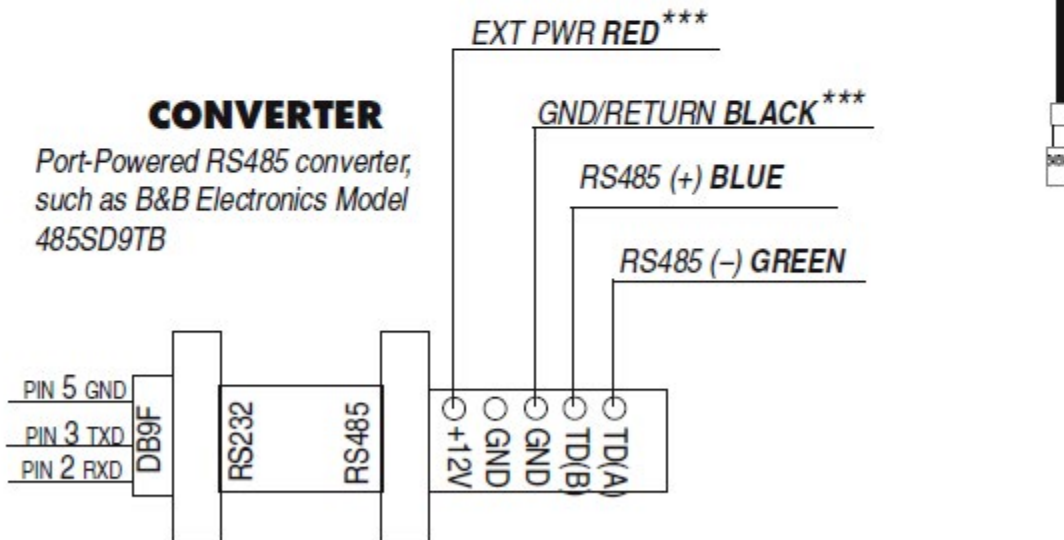 EXT PWR RED***
GND/RETURN BLACK***
CONVERTER
Port-Powered RS485 converter,
such as B&B Electronics Model
485SD9TB
RS485 (+) BLUE
RS485 (–) GREEN
PIN 5 GND
PIN 3 TXD
PIN 2 RXD
DB9F
RS232
RS485
+12V
GND
GND
TD(B)
TD(A)